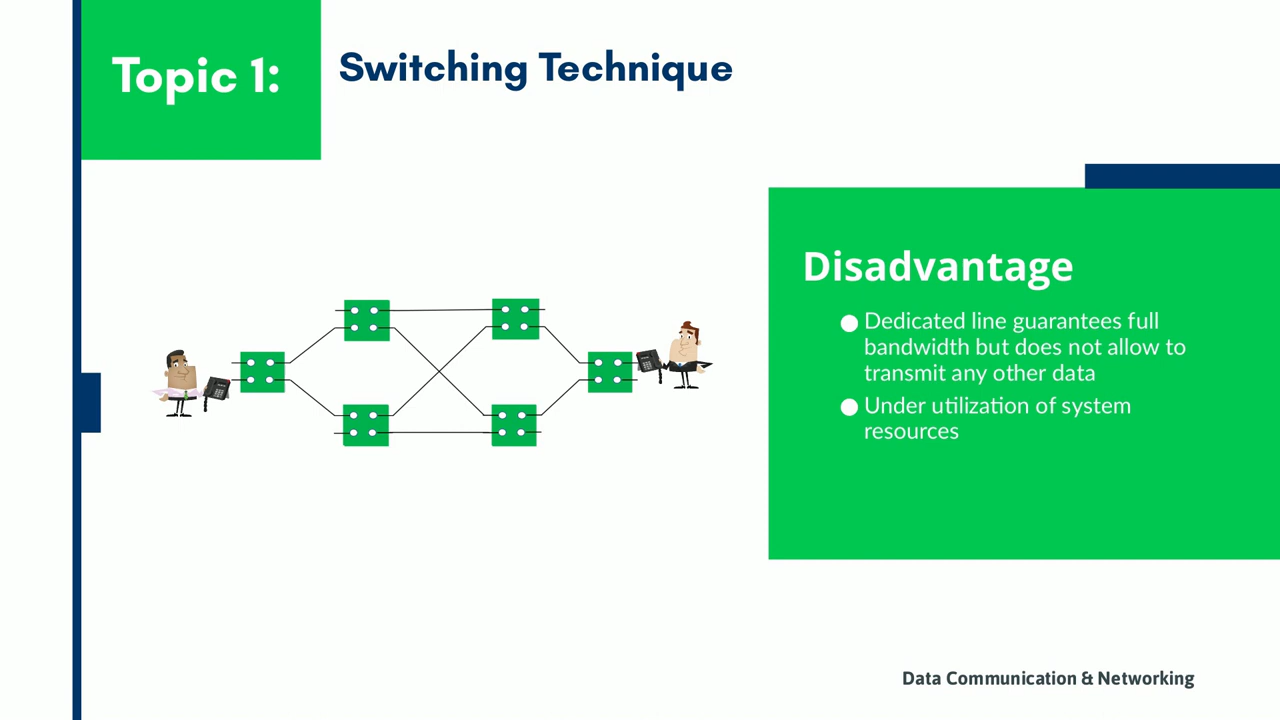 Topic 1:
Switching Technique
Disadvantage
● Dedicated line guarantees full
bandwidth but does not allow to
transmit any other data
● Under utilization of system
resources
Data Communication & Networking